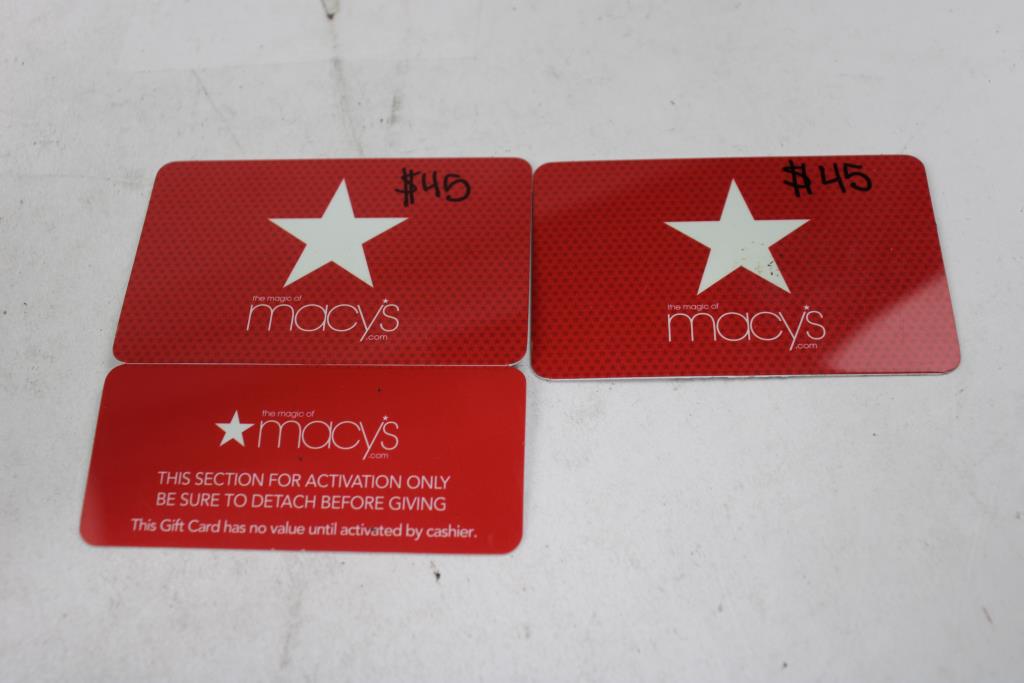 $45
the magic of
macy's
.com
$45
the magic of
macy's
.com
the magic of
macy's
.com
THIS SECTION FOR ACTIVATION ONLY
BE SURE TO DETACH BEFORE GIVING
This Gift Card has no value until activated by cashier.